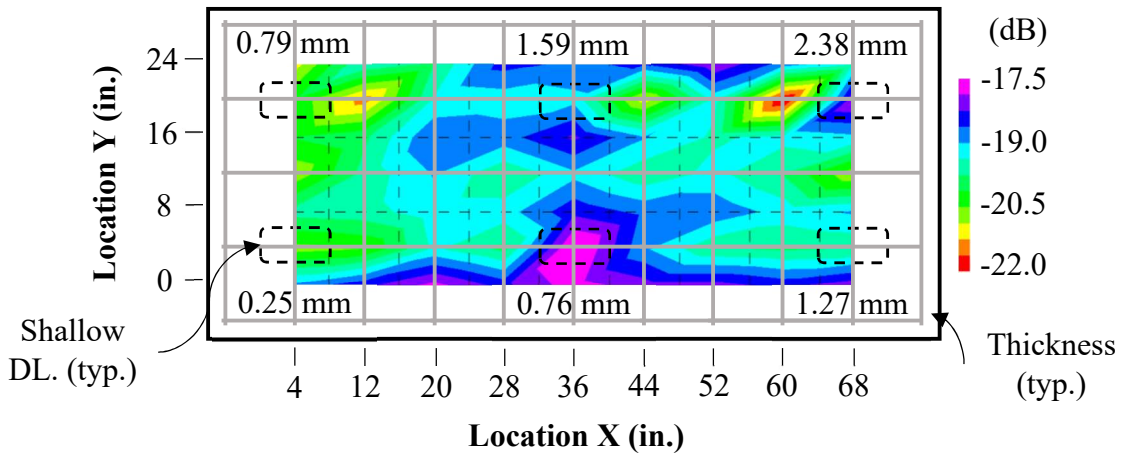 0.79 mm 1.59 mm 2.38 mm (dB)
24
16
8
0
Location Y (in.)
-17.5
-19.0
-20.5
-22.0
0.25 mm 0.76 mm 1.27 mm
Shallow
DL. (typ.)
Thickness
(typ.)
4 12 20 28 36 44 52 60 68
Location X (in.)